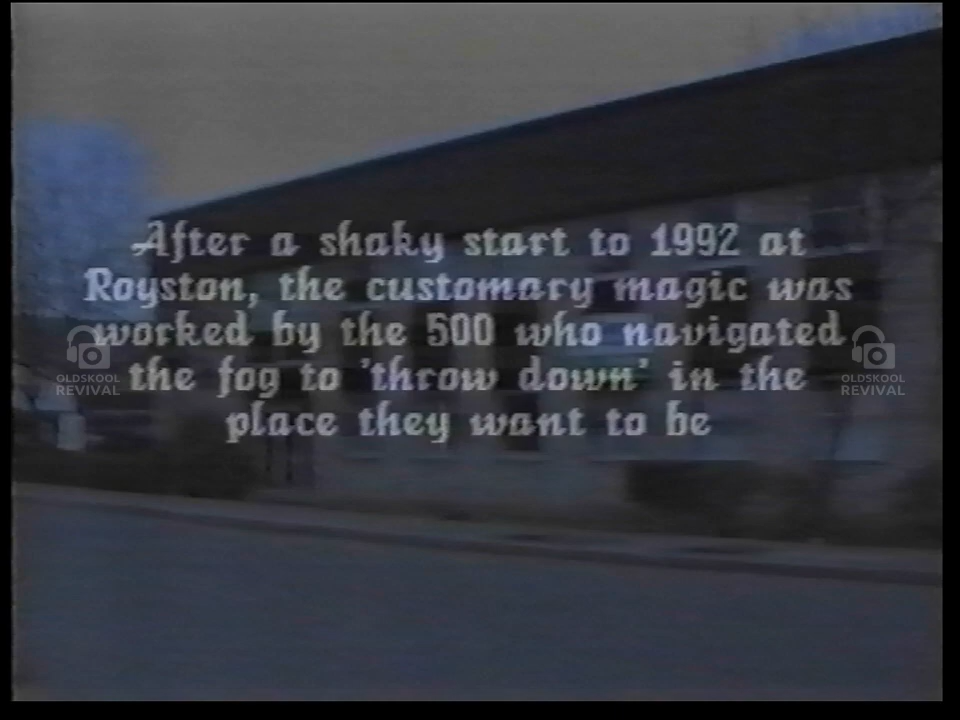 After a shaky start to 1992 at
Royston, the customary magic was
worked by the 500 who navigated
the fog to 'throw down' in the
place they want to be
OLDSKOOL
REVIVAL
OLDSKOOL
REVIVAL